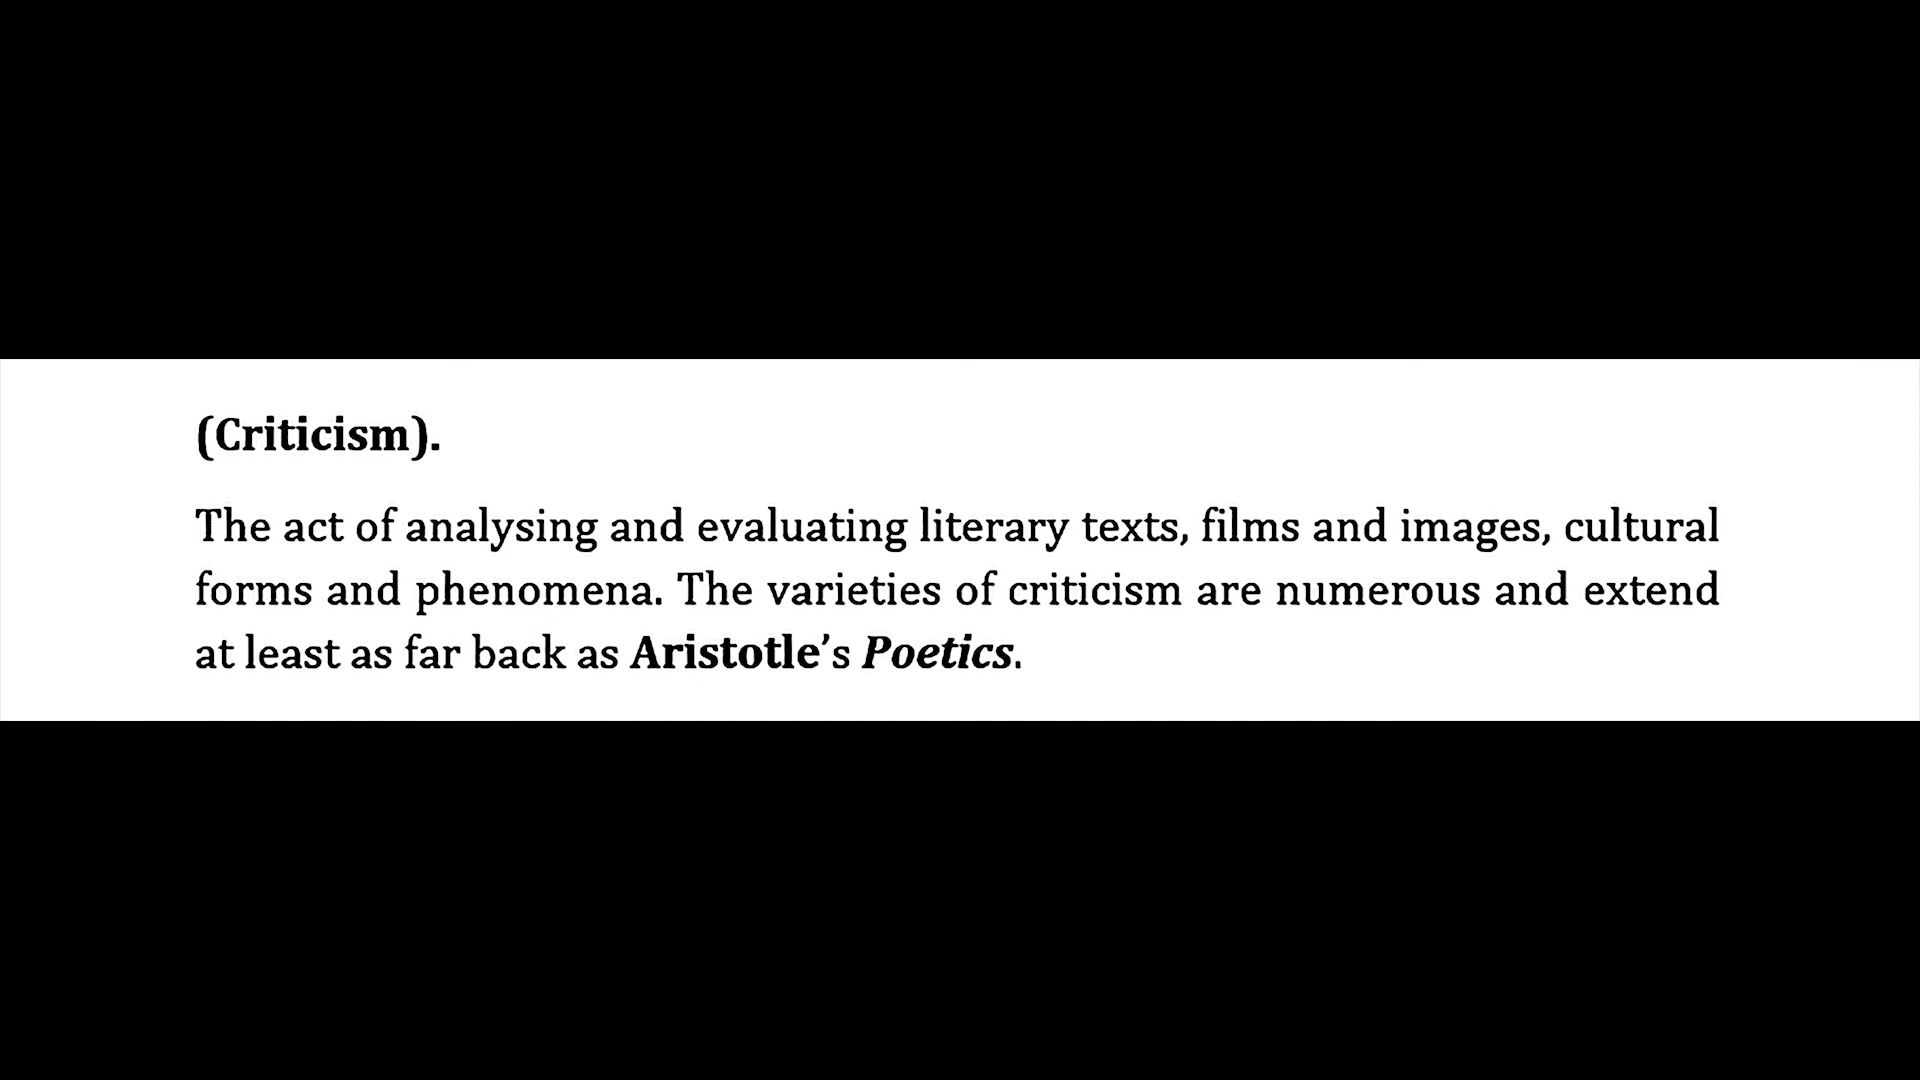 (Criticism).
The act of analysing and evaluating literary texts, films and images, cultural
forms and phenomena. The varieties of criticism are numerous and extend
at least as far back as Aristotle’s Poetics.